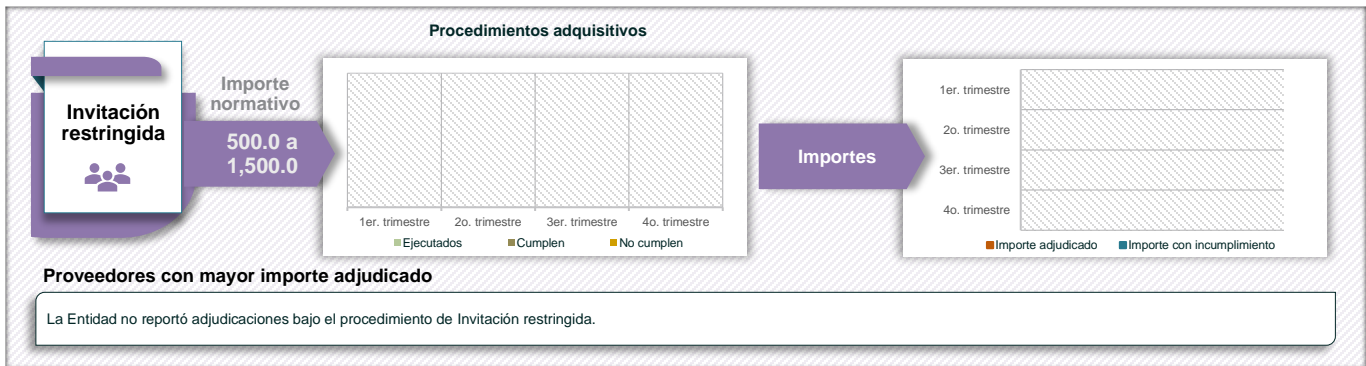 Procedimientos adquisitivos
Invitación
restringida
Importe
normativo
500.0 a
1,500.0
1er. trimestre
2o. trimestre
3er. trimestre
4o. trimestre
Ejecutados
Cumplen
No cumplen
Importes
1er. trimestre
2o. trimestre
3er. trimestre
4o. trimestre
Importe adjudicado
Importe con incumplimiento
Proveedores con mayor importe adjudicado
La Entidad no reportó adjudicaciones bajo el procedimiento de Invitación restringida.